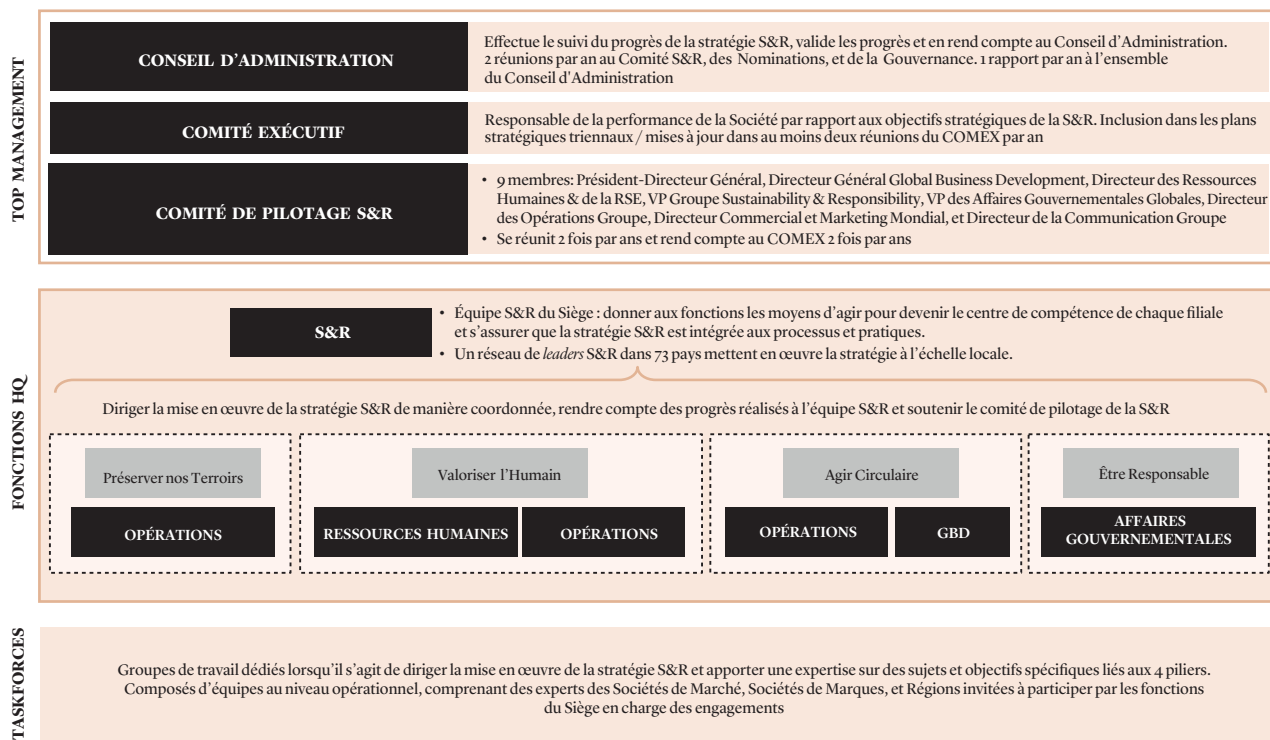 TOP MANAGEMENT
CONSEIL D'ADMINISTRATION
Effectue le suivi du progrès de la stratégie S&R, valide les progrès et en rend compte au Conseil d'Administration.
2 réunions par an au Comité S&R, des Nominations, et de la Gouvernance. 1 rapport par an à l'ensemble
du Conseil d'Administration
COMITÉ EXÉCUTIF
Responsable de la performance de la Société par rapport aux objectifs stratégiques de la S&R. Inclusion dans les plans
stratégiques triennaux / mises à jour dans au moins deux réunions du COMEX par an
COMITÉ DE PILOTAGE S&R
• 9 membres: Président-Directeur Général, Directeur Général Global Business Development, Directeur des Ressources
Humaines & de la RSE, VP Groupe Sustainability & Responsibility, VP des Affaires Gouvernementales Globales, Directeur
des Opérations Groupe, Directeur Commercial et Marketing Mondial, et Directeur de la Communication Groupe
• Se réunit 2 fois par ans et rend compte au COMEX 2 fois par ans
FONCTIONS HQ
S&R
• Équipe S&R du Siège : donner aux fonctions les moyens d'agir pour devenir le centre de compétence de chaque filiale
et s'assurer que la stratégie S&R est intégrée aux processus et pratiques.
• Un réseau de leaders S&R dans 73 pays mettent en œuvre la stratégie à l'échelle locale.
Diriger la mise en œuvre de la stratégie S&R de manière coordonnée, rendre compte des progrès réalisés à l'équipe S&R et soutenir le comité de pilotage de la S&R
Préserver nos Terroirs
OPÉRATIONS
Valoriser l'Humain
RESSOURCES HUMAINES
OPÉRATIONS
Agir Circulaire
OPÉRATIONS
GBD
Être Responsable
AFFAIRES
GOUVERNEMENTALES
TASKFORCES
Groupes de travail dédiés lorsqu'il s'agit de diriger la mise en œuvre de la stratégie S&R et apporter une expertise sur des sujets et objectifs spécifiques liés aux 4 piliers.
Composés d'équipes au niveau opérationnel, comprenant des experts des Sociétés de Marché, Sociétés de Marques, et Régions invitées à participer par les fonctions
du Siège en charge des engagements